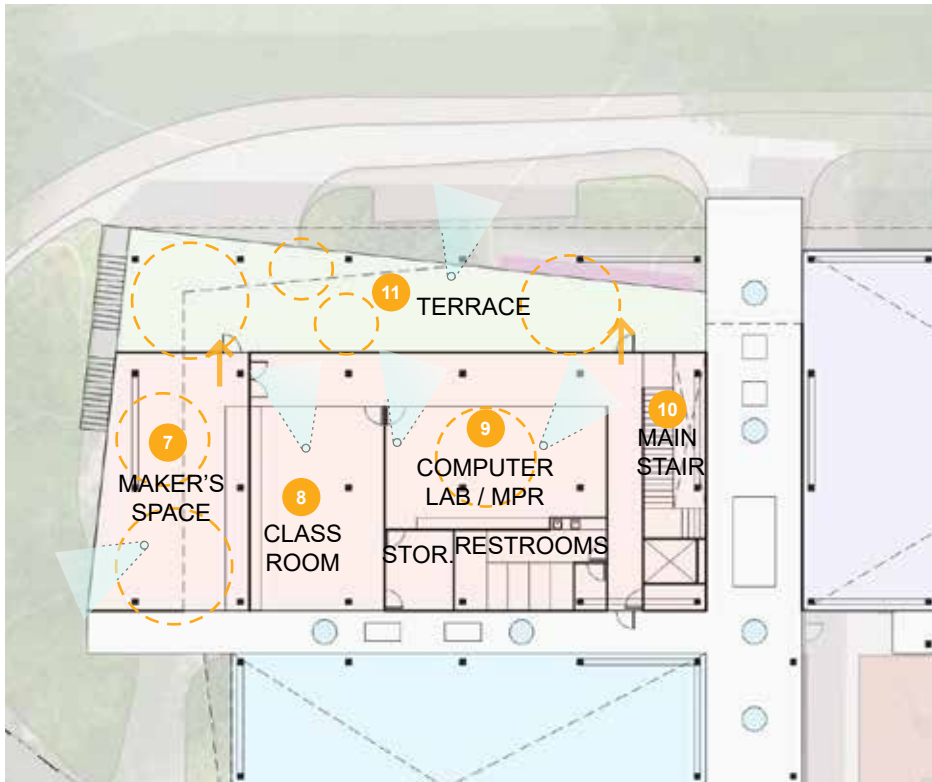 11
TERRACE
7
MAKER'S
SPACE
8
CLASS
ROOM
9
COMPUTER
LAB / MPR
10
MAIN
STAIR
STOR.
RESTROOMS